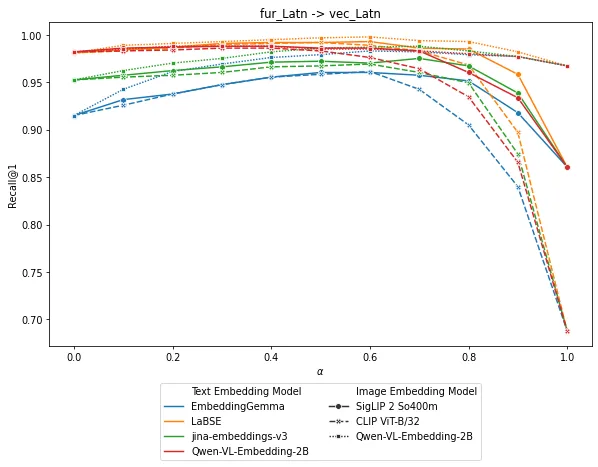 fur_Latn -> vec_Latn
1.00
0.95
0.90
0.85
0.80
0.75
0.70
Recall@1
0.0 0.2 0.4 0.6 0.8 1.0
α
Text Embedding Model Image Embedding Model
EmbeddingGemma SigLIP 2 So400m
LaBSE CLIP ViT-B/32
jina-embeddings-v3 Qwen-VL-Embedding-2B
Qwen-VL-Embedding-2B